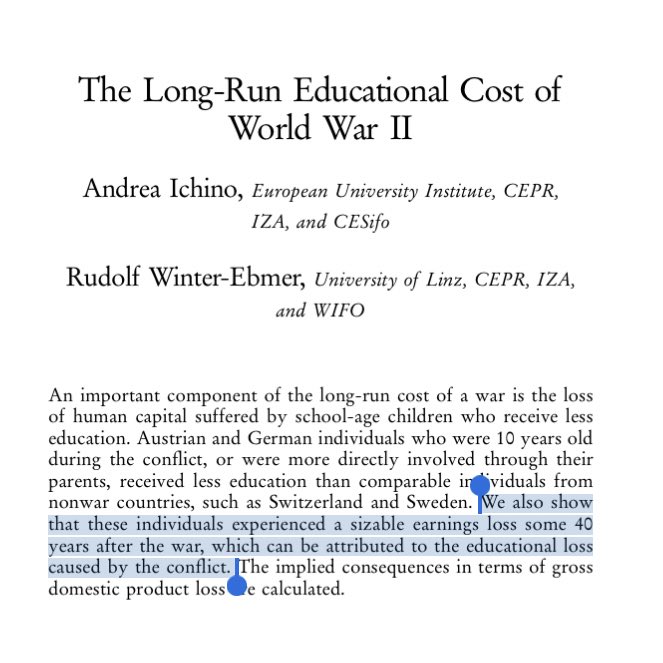 The Long-Run Educational Cost of
World War II
Andrea Ichino, European University Institute, CEPR,
IZA, and CESifo
Rudolf Winter-Ebmer, University of Linz, CEPR, IZA,
and WIFO
An important component of the long-run cost of a war is the loss
of human capital suffered by school-age children who receive less
education. Austrian and German individuals who were 10 years old
during the conflict, or were more directly involved through their
parents, received less education than comparable individuals from
nonwar countries, such as Switzerland and Sweden. We also show
that these individuals experienced a sizable earnings loss some 40
years after the war, which can be attributed to the educational loss
caused by the conflict. The implied consequences in terms of gross
domestic product loss are calculated.